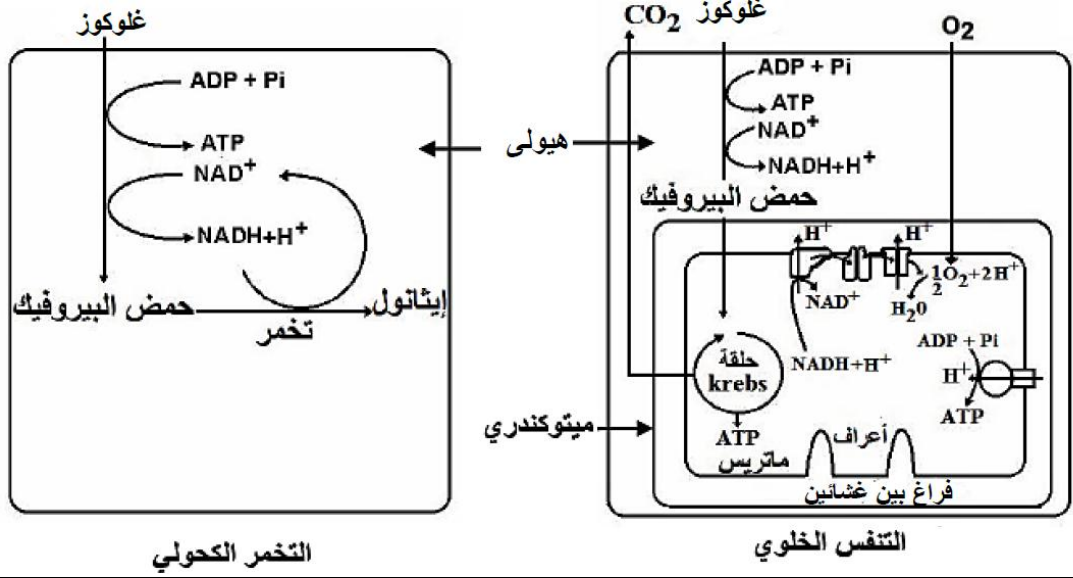 غلوكوز
ADP + Pi
ATP
NAD+
NADH+H+
حمض البيروفيك
تخمر
إيثانول
التخمر الكحولي
هيولى
ميتوكندري
CO2
غلوكوز
O2
ADP + Pi
ATP
NAD+
NADH+H+
حمض البيروفيك
H+
H+
1/2O2+2H+
NAD+
H20
حلقة
krebs
NADH+H+
ADP + Pi
H+
ATP
ATP
ماتريس
أعراف
فراغ بين غشائين
التنفس الخلوي